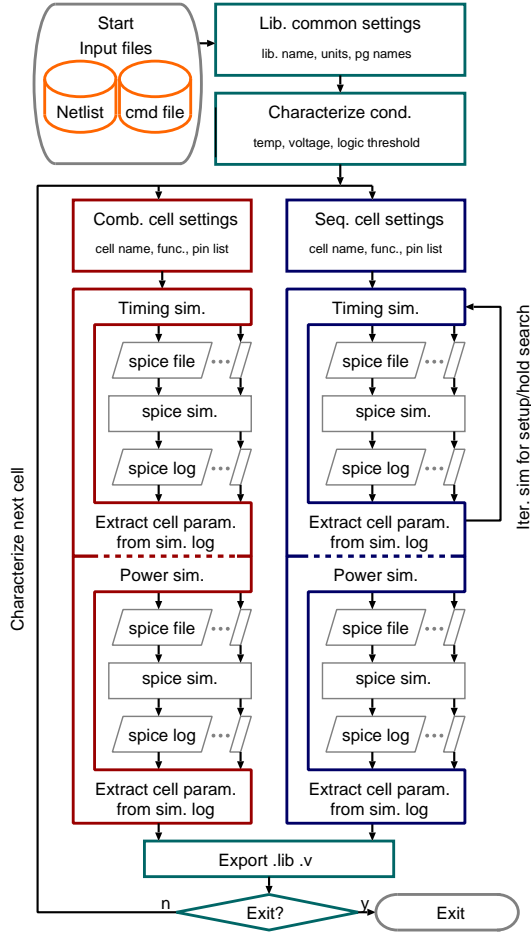 Start
Input files
Netlist
cmd file
Lib. common settings
lib. name, units, pg names
Characterize cond.
temp, voltage, logic threshold
Comb. cell settings
cell name, func., pin list
Timing sim.
spice file
spice sim.
spice log
Extract cell param.
from sim. log
Power sim.
spice file
spice sim.
spice log
Extract cell param.
from sim. log
Seq. cell settings
cell name, func., pin list
Timing sim.
spice file
spice sim.
spice log
Extract cell param.
from sim. log
Power sim.
spice file
spice sim.
spice log
Extract cell param.
from sim. log
Iter. sim for setup/hold search
Characterize next cell
Export .lib .v
n
Exit?
y
Exit